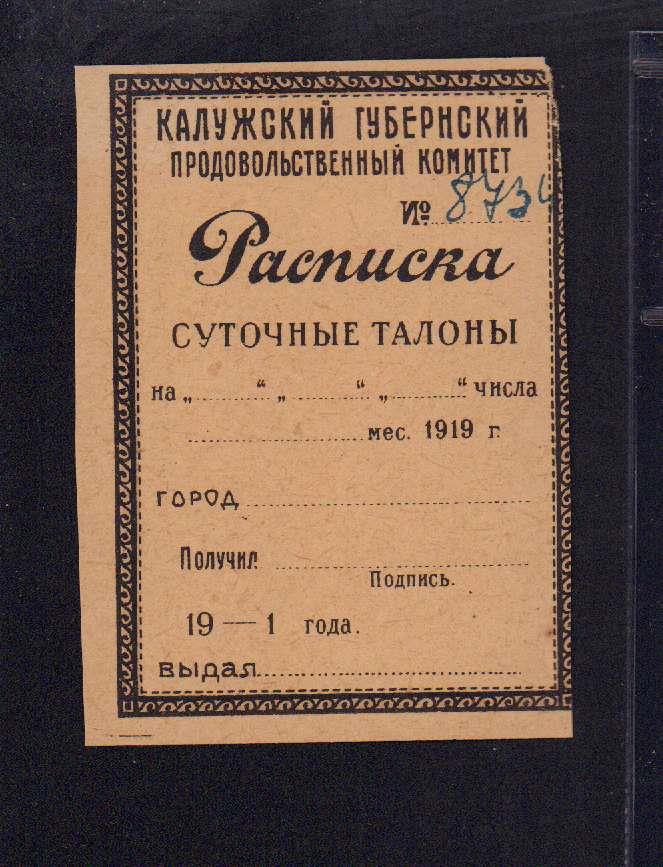 КАЛУЖСКИЙ ГУБЕРНСКИЙ
ПРОДОВОЛЬСТВЕННЫЙ КОМИТЕТ
№ 873
Расписка
СУТОЧНЫЕ ТАЛОНЫ
на „..........“ „..........“ „..........“ числа
.......................... мес. 1919 г.
ГОРОД ........................................
Получил ........................................
Подпись.
19 — 1 года.
ВЫДАЛ ........................................